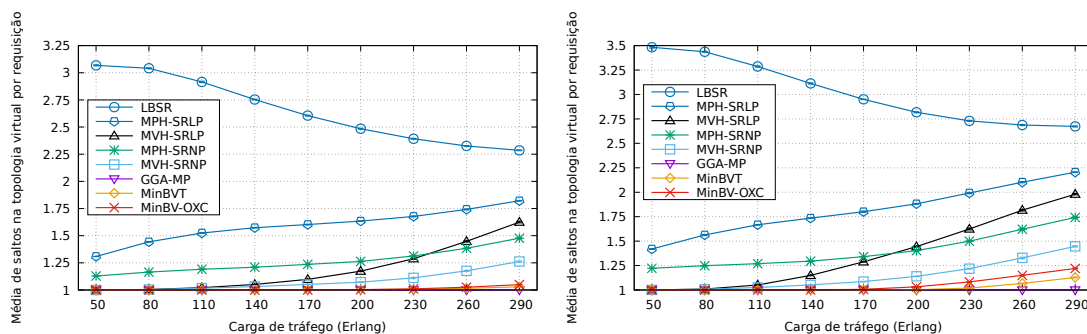 Média de saltos na topologia virtual por requisição
3.25
3
2.75
2.5
2.25
2
1.75
1.5
1.25
1
LBSR
MPH-SRLP
MVH-SRLP
MPH-SRNP
MVH-SRNP
GGA-MP
MinBVT
MinBV-OXC
50 80 110 140 170 200 230 260 290
Carga de tráfego (Erlang)
Média de saltos na topologia virtual por requisição
3.5
3.25
3
2.75
2.5
2.25
2
1.75
1.5
1.25
1
LBSR
MPH-SRLP
MVH-SRLP
MPH-SRNP
MVH-SRNP
GGA-MP
MinBVT
MinBV-OXC
50 80 110 140 170 200 230 260 290
Carga de tráfego (Erlang)